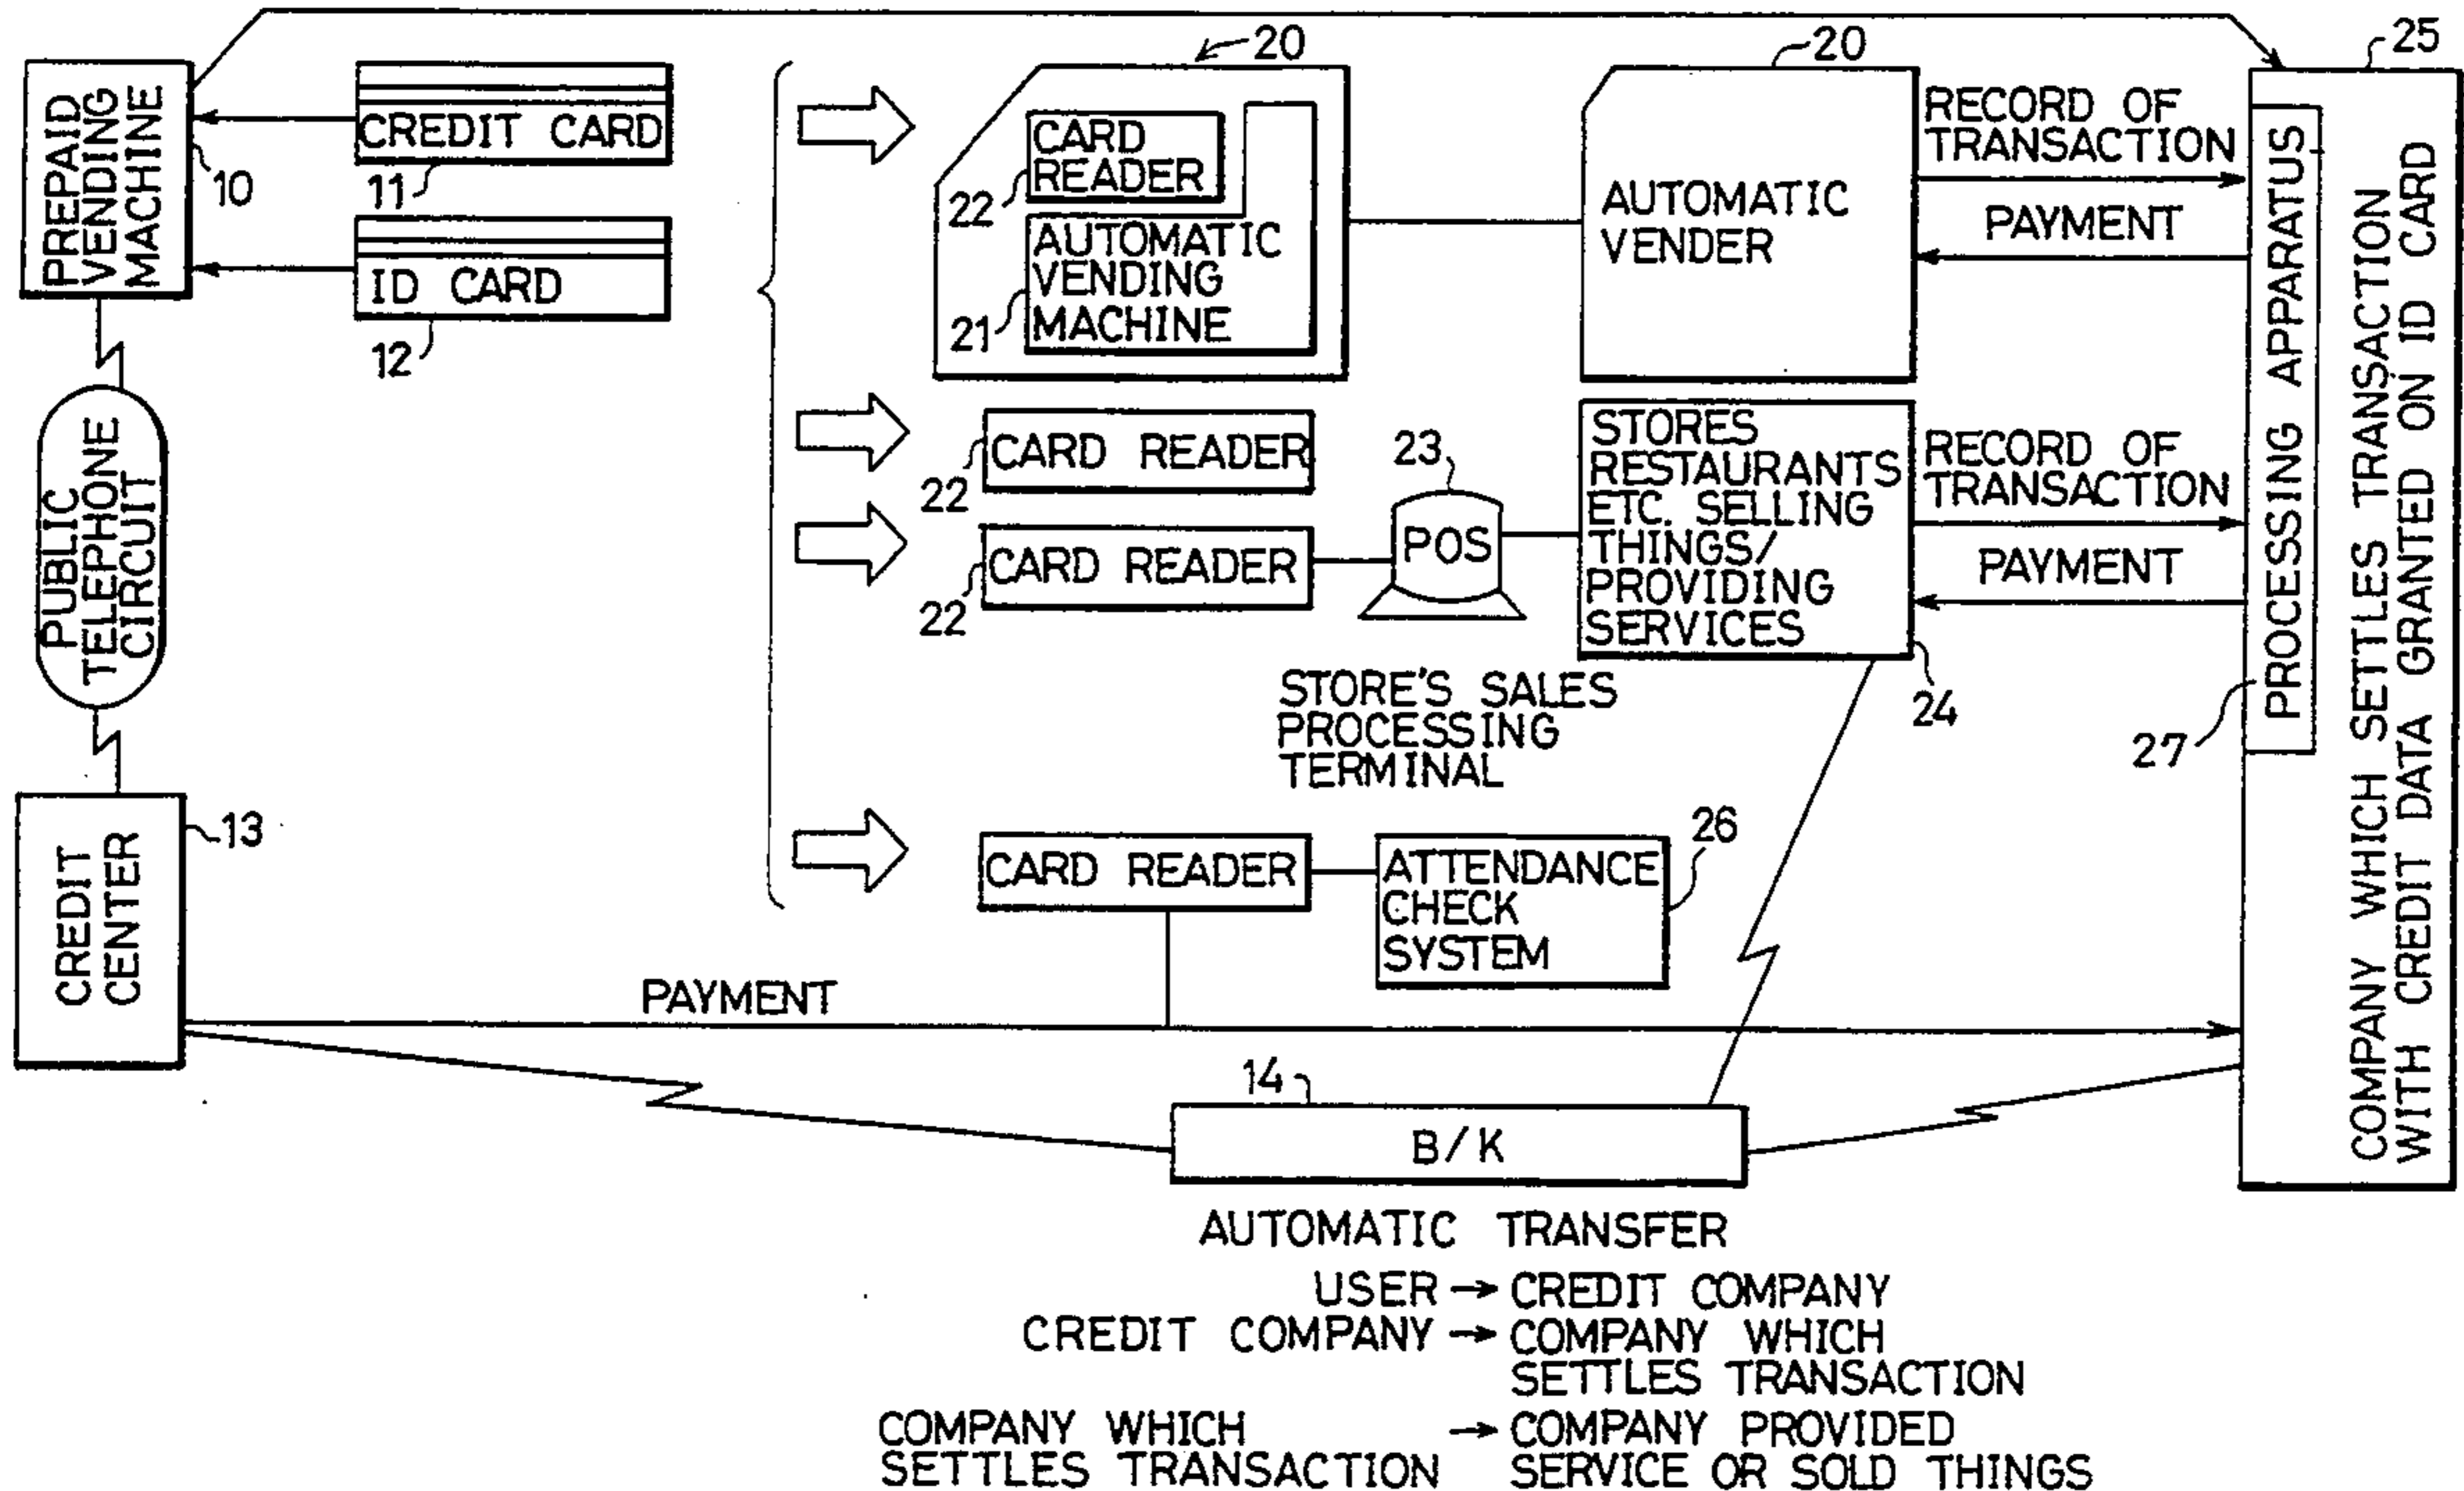 PREPAID
VENDING
MACHINE
10
CREDIT CARD
11
ID CARD
12
PUBLIC
TELEPHONE
CIRCUIT
CREDIT
CENTER
13
20
CARD
READER
22
AUTOMATIC
VENDING
MACHINE
21
20
AUTOMATIC
VENDER
RECORD OF
TRANSACTION
PAYMENT
CARD READER
22
CARD READER
22
23
POS
STORES
RESTAURANTS
ETC. SELLING
THINGS/
PROVIDING
SERVICES
24
RECORD OF
TRANSACTION
PAYMENT
STORE'S SALES
PROCESSING
TERMINAL
CARD READER
ATTENDANCE
CHECK
SYSTEM
26
PAYMENT
25
PROCESSING APPARATUS
27
COMPANY WHICH SETTLES TRANSACTION
WITH CREDIT DATA GRANTED ON ID CARD
14
B/K
AUTOMATIC TRANSFER
USER → CREDIT COMPANY
CREDIT COMPANY → COMPANY WHICH
SETTLES TRANSACTION
COMPANY WHICH → COMPANY PROVIDED
SETTLES TRANSACTION SERVICE OR SOLD THINGS